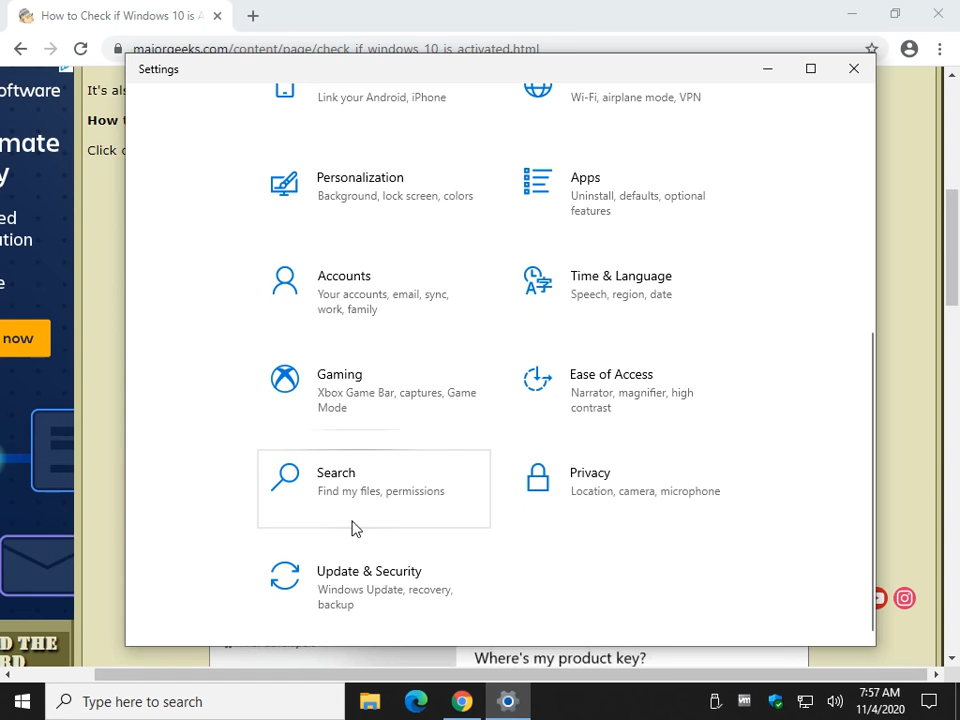 How to Check if Windows 10 is A
majorgeeks.com/content/page/check_if_windows_10_is_activated.html
Settings
oftware
mate
y
ed
ation
e
now
D THE
RD
It's als
How t
Click o
Link your Android, iPhone
Wi-Fi, airplane mode, VPN
Personalization
Background, lock screen, colors
Apps
Uninstall, defaults, optional
features
Accounts
Your accounts, email, sync,
work, family
Time & Language
Speech, region, date
Gaming
Xbox Game Bar, captures, Game
Mode
Ease of Access
Narrator, magnifier, high
contrast
Search
Find my files, permissions
Privacy
Location, camera, microphone
Update & Security
Windows Update, recovery,
backup
Where's my product key?
Type here to search
vm
7:57 AM
11/4/2020